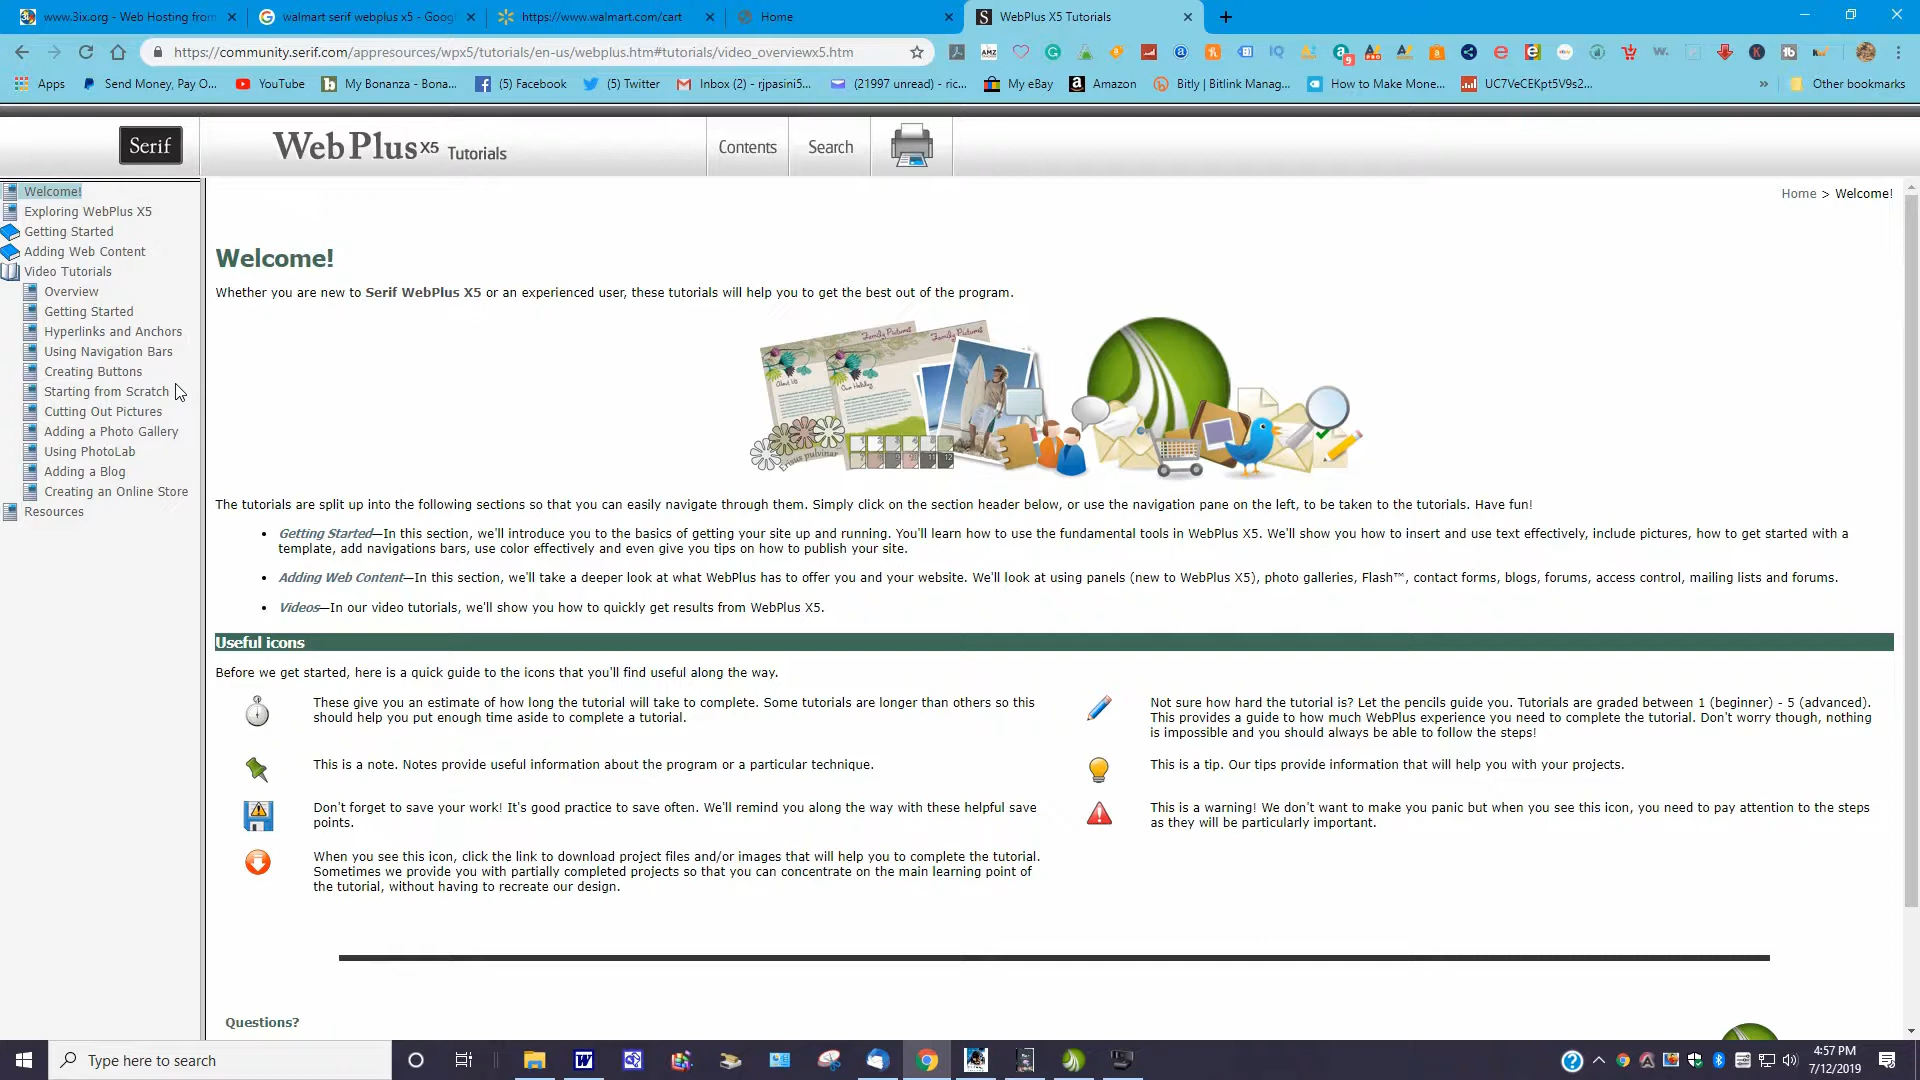 www.3ix.org - Web Hosting from
walmart serif webplus x5 - Goog
https://www.walmart.com/cart
Home
WebPlus X5 Tutorials
https://community.serif.com/appresources/wpx5/tutorials/en-us/webplus.htm#tutorials/video_overviewx5.htm
Apps
Send Money, Pay O...
YouTube
My Bonanza - Bona...
(5) Facebook
(5) Twitter
Inbox (2) - rjpasini5...
(21997 unread) - ric...
My eBay
Amazon
Bitly | Bitlink Manag...
How to Make Mone...
UC7VeCEKpt5V9s2...
Other bookmarks
Serif
WebPlus X5 Tutorials
Contents
Search
Home > Welcome!
Welcome!
Exploring WebPlus X5
Getting Started
Adding Web Content
Video Tutorials
Overview
Getting Started
Hyperlinks and Anchors
Using Navigation Bars
Creating Buttons
Starting from Scratch
Cutting Out Pictures
Adding a Photo Gallery
Using PhotoLab
Adding a Blog
Creating an Online Store
Resources
Welcome!
Whether you are new to Serif WebPlus X5 or an experienced user, these tutorials will help you to get the best out of the program.
The tutorials are split up into the following sections so that you can easily navigate through them. Simply click on the section header below, or use the navigation pane on the left, to be taken to the tutorials. Have fun!
• Getting Started—In this section, we'll introduce you to the basics of getting your site up and running. You'll learn how to use the fundamental tools in WebPlus X5. We'll show you how to insert and use text effectively, include pictures, how to get started with a
template, add navigations bars, use color effectively and even give you tips on how to publish your site.
• Adding Web Content—In this section, we'll take a deeper look at what WebPlus has to offer you and your website. We'll look at using panels (new to WebPlus X5), photo galleries, Flash™, contact forms, blogs, forums, access control, mailing lists and forums.
• Videos—In our video tutorials, we'll show you how to quickly get results from WebPlus X5.
Useful icons
Before we get started, here is a quick guide to the icons that you'll find useful along the way.
These give you an estimate of how long the tutorial will take to complete. Some tutorials are longer than others so this
should help you put enough time aside to complete a tutorial.
Not sure how hard the tutorial is? Let the pencils guide you. Tutorials are graded between 1 (beginner) - 5 (advanced).
This provides a guide to how much WebPlus experience you need to complete the tutorial. Don't worry though, nothing
is impossible and you should always be able to follow the steps!
This is a note. Notes provide useful information about the program or a particular technique.
This is a tip. Our tips provide information that will help you with your projects.
Don't forget to save your work! It's good practice to save often. We'll remind you along the way with these helpful save
points.
This is a warning! We don't want to make you panic but when you see this icon, you need to pay attention to the steps
as they will be particularly important.
When you see this icon, click the link to download project files and/or images that will help you to complete the tutorial.
Sometimes we provide you with partially completed projects so that you can concentrate on the main learning point of
the tutorial, without having to recreate our design.
Questions?
Type here to search
4:57 PM
7/12/2019